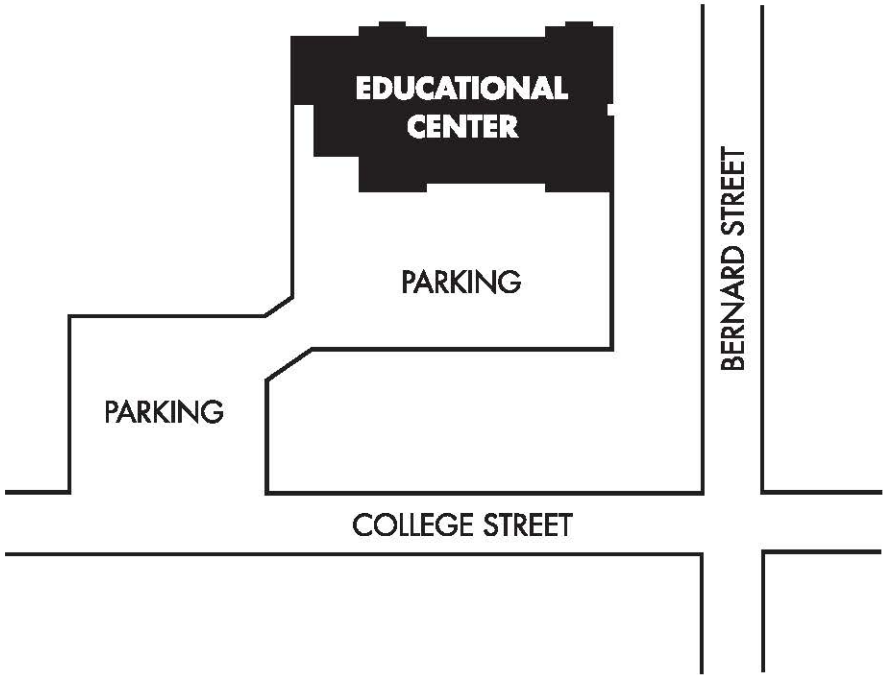 EDUCATIONAL
CENTER
PARKING
BERNARD STREET
PARKING
COLLEGE STREET